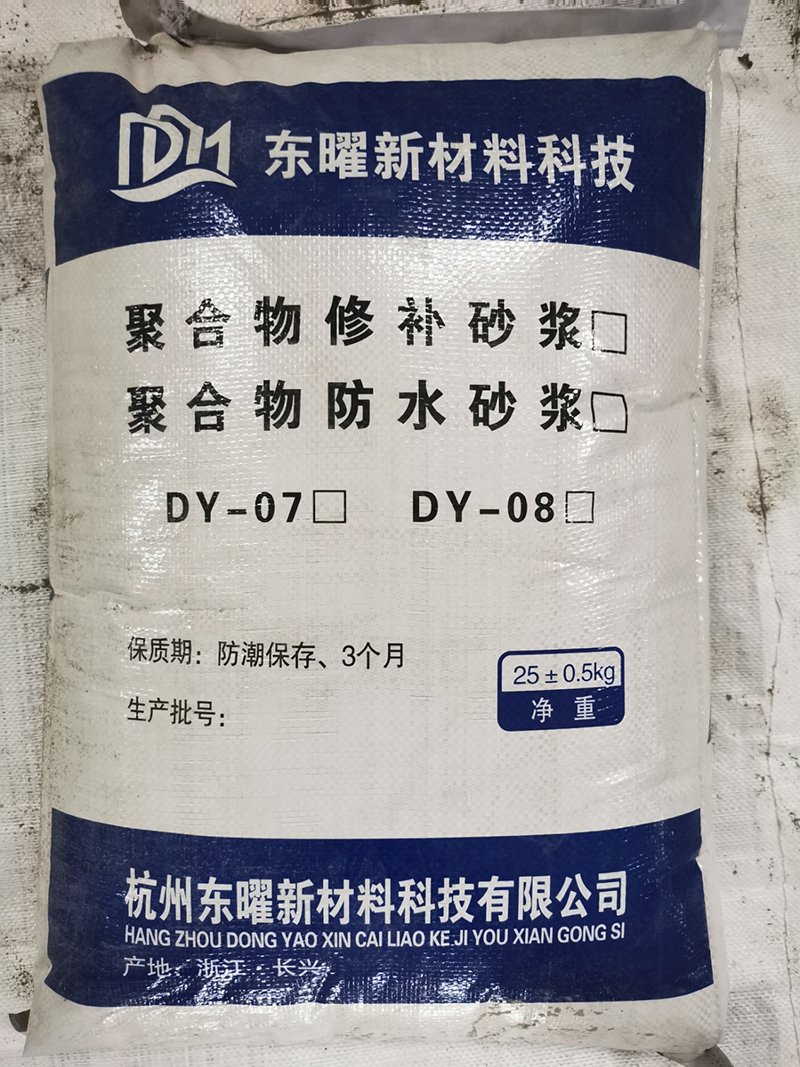 DM 东曜新材料科技
聚合物修补砂浆□
聚合物防水砂浆□
DY-07□ DY-08□
保质期：防潮保存、3个月
25±0.5kg
净重
生产批号：
杭州东曜新材料科技有限公司
HANG ZHOU DONG YAO XIN CAI LIAO KE JI YOU XIAN GONG SI
产地：浙江·长兴